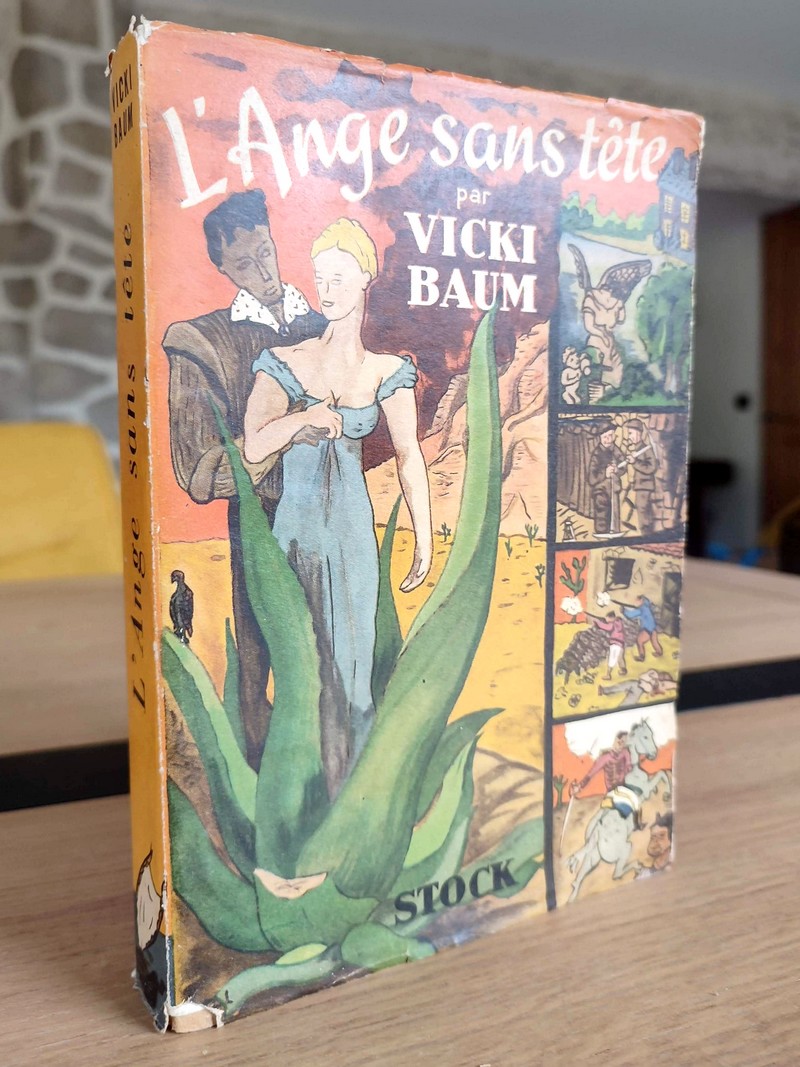 VICKI
BAUM
L'Ange sans tête
L'Ange sans tête
par
VICKI
BAUM
STOCK